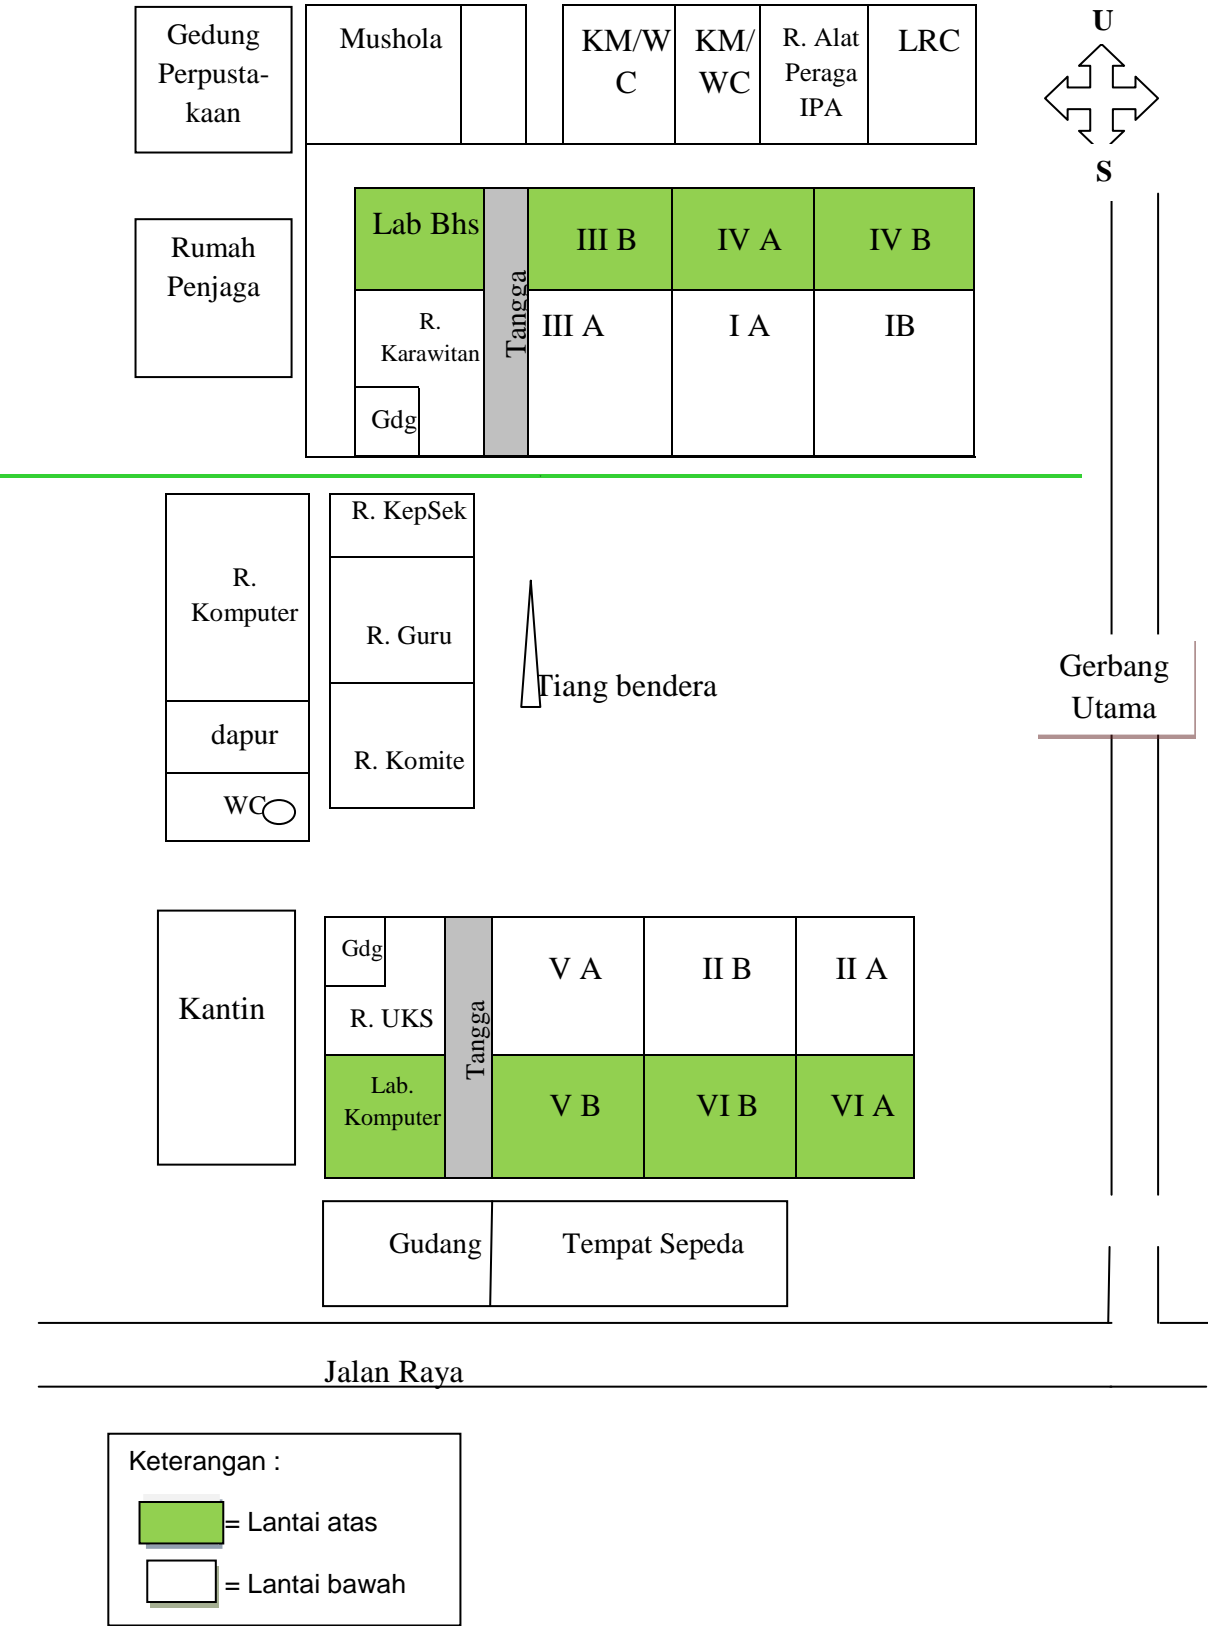 Gedung
Perpusta-
kaan
Mushola
KM/W
C
KM/
WC
R. Alat
Peraga
IPA
LRC
U
S
Rumah
Penjaga
Lab Bhs
III B
IV A
IV B
Tangga
R.
Karawitan
Gdg
III A
I A
IB
R. KepSek
R.
Komputer
R. Guru
Tiang bendera
Gerbang
Utama
dapur
R. Komite
WC
Kantin
Gdg
R. UKS
Tangga
V A
II B
II A
Lab.
Komputer
V B
VI B
VI A
Gudang
Tempat Sepeda
Jalan Raya
Keterangan :
= Lantai atas
= Lantai bawah